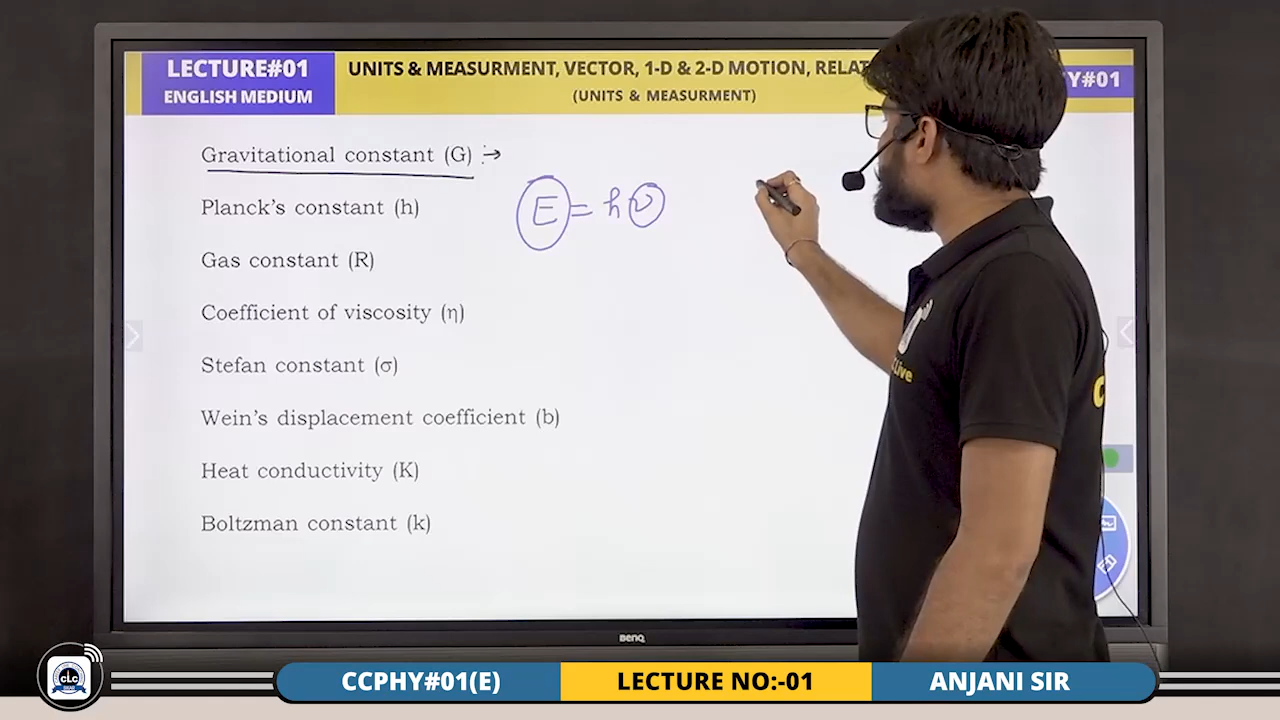 LECTURE#01
ENGLISH MEDIUM
UNITS & MEASURMENT, VECTOR, 1-D & 2-D MOTION, RELAT
(UNITS & MEASURMENT)
Y#01
Gravitational constant (G) →
Planck's constant (h)
E = hν
Gas constant (R)
Coefficient of viscosity (η)
Stefan constant (σ)
Wein's displacement coefficient (b)
Heat conductivity (K)
Boltzman constant (k)
Live
BenQ
CLC
CCPHY#01(E)
LECTURE NO:-01
ANJANI SIR